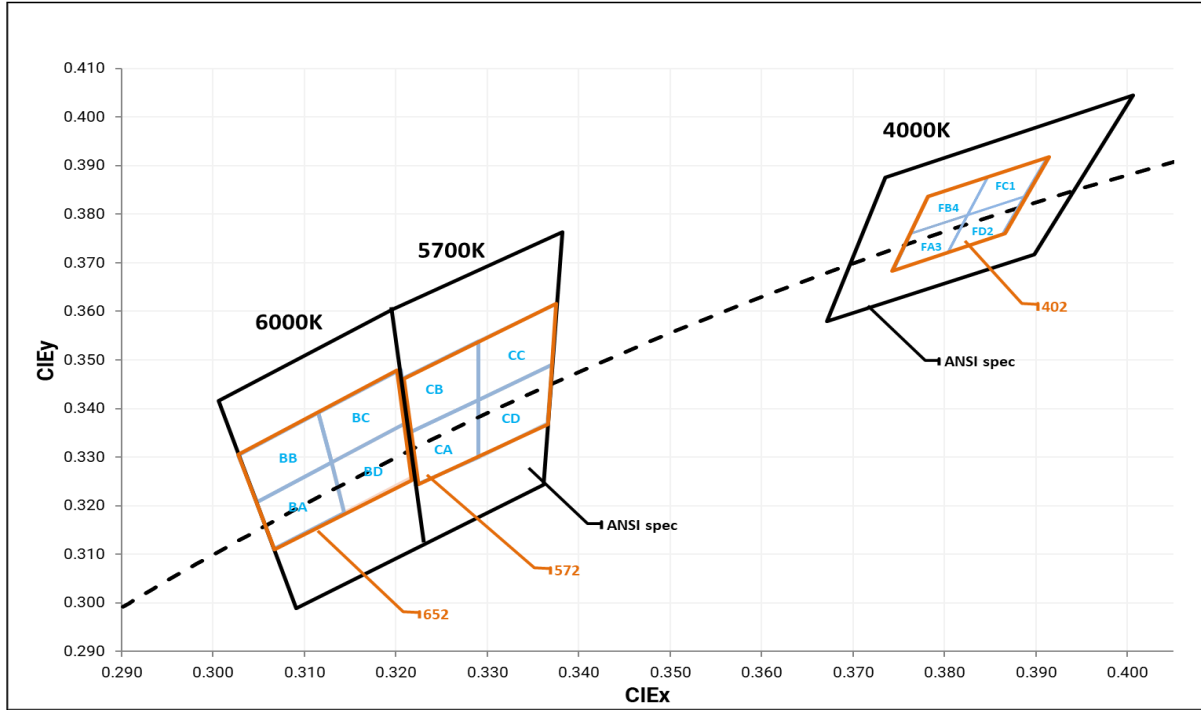 0.410
0.400
0.390
0.380
0.370
0.360
0.350
0.340
0.330
0.320
0.310
0.300
0.290
CIEy
4000K
FC1
FB4
FD2
FA3
402
ANSI spec
5700K
6000K
CC
CB
BC
CD
CA
BB
BD
BA
ANSI spec
572
652
0.290 0.300 0.310 0.320 0.330 0.340 0.350 0.360 0.370 0.380 0.390 0.400
CIEx